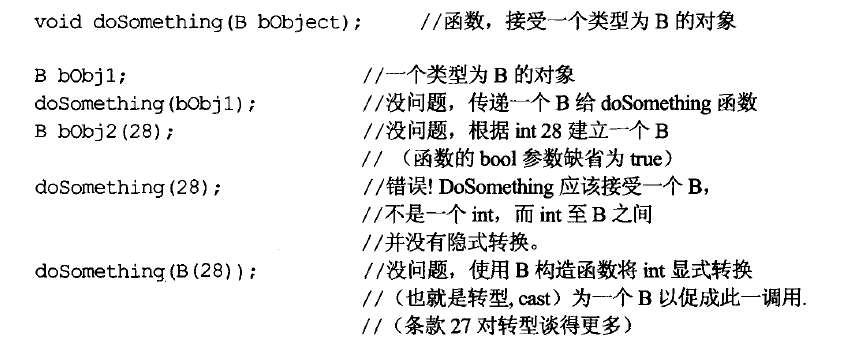 void doSomething(B bObject); //函数，接受一个类型为 B 的对象
B bObj1; //一个类型为 B 的对象
doSomething(bObj1); //没问题，传递一个 B 给 doSomething 函数
B bObj2(28); //没问题，根据 int 28 建立一个 B
// （函数的 bool 参数缺省为 true）
doSomething(28); //错误! DoSomething 应该接受一个 B，
//不是一个 int，而 int 至 B 之间
//并没有隐式转换。
doSomething(B(28)); //没问题，使用 B 构造函数将 int 显式转换
//（也就是转型, cast）为一个 B 以促成此一调用.
//（条款 27 对转型谈得更多）